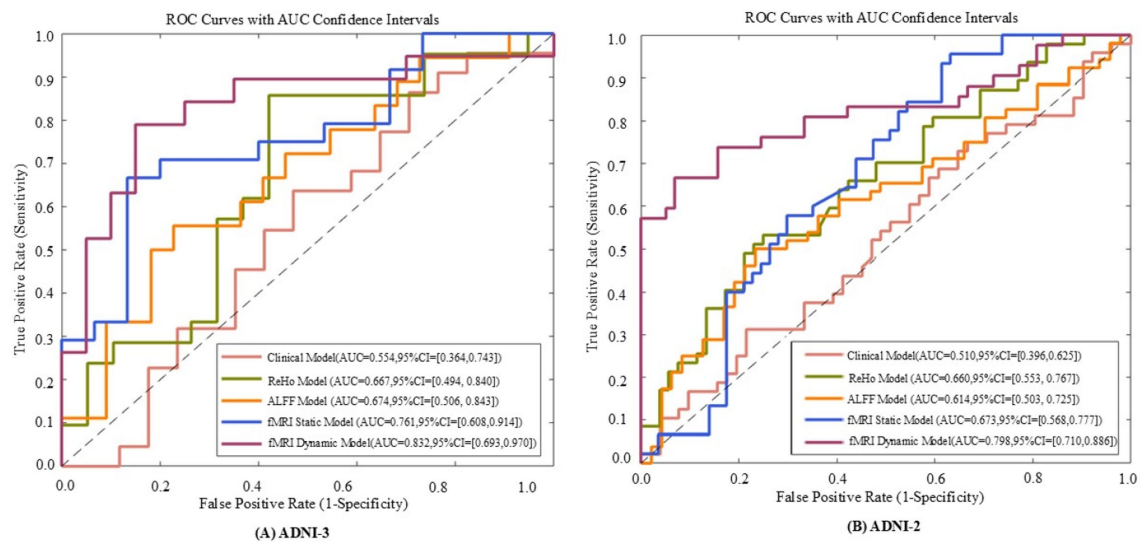 ROC Curves with AUC Confidence Intervals
1.0
0.9
0.8
0.7
0.6
0.5
0.4
0.3
0.2
0.1
0.0
True Positive Rate (Sensitivity)
Clinical Model(AUC=0.554,95%CI=[0.364,0.743])
ReHo Model (AUC=0.667,95%CI=[0.494, 0.840])
ALFF Model (AUC=0.674,95%CI=[0.506, 0.843])
fMRI Static Model(AUC=0.761,95%CI=[0.608,0.914])
fMRI Dynamic Model(AUC=0.832,95%CI=[0.693,0.970])
0.0 0.2 0.4 0.6 0.8 1.0
False Positive Rate (1-Specificity)
(A) ADNI-3
ROC Curves with AUC Confidence Intervals
1.0
0.9
0.8
0.7
0.6
0.5
0.4
0.3
0.2
0.1
0.0
True Positive Rate (Sensitivity)
Clinical Model(AUC=0.510,95%CI=[0.396,0.625])
ReHo Model (AUC=0.660,95%CI=[0.553, 0.767])
ALFF Model (AUC=0.614,95%CI=[0.503, 0.725])
fMRI Static Model(AUC=0.673,95%CI=[0.568,0.777])
fMRI Dynamic Model(AUC=0.798,95%CI=[0.710,0.886])
0.0 0.2 0.4 0.6 0.8 1.0
False Positive Rate (1-Specificity)
(B) ADNI-2